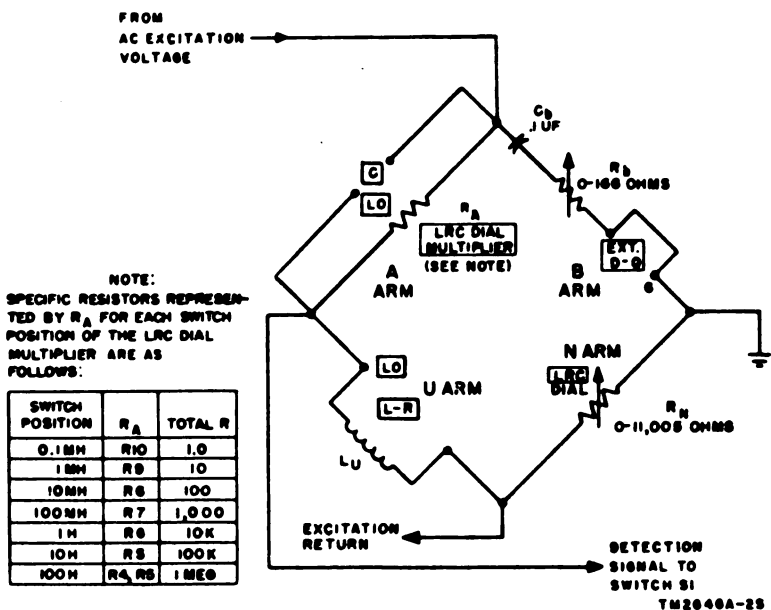 FROM
AC EXCITATION
VOLTAGE
Cb
.1 UF
Rb
0-166 OHMS
C
LO
RA
LRC DIAL
MULTIPLIER
(SEE NOTE)
EXT.
D-Q
A
ARM
B
ARM
G
NOTE:
SPECIFIC RESISTORS REPRESEN-
TED BY RA FOR EACH SWITCH
POSITION OF THE LRC DIAL
MULTIPLIER ARE AS
FOLLOWS:
LO
U ARM
L-R
N ARM
LRC
DIAL
RN
0-11,005 OHMS
LU
SWITCH POSITION RA TOTAL R
0.1MH R10 1.0
1MH R9 10
10MH R8 100
100MH R7 1,000
1H R6 10K
10H R5 100K
100H R4, R5 1 MEG
EXCITATION
RETURN
DETECTION
SIGNAL TO
SWITCH S1
TM2646A-25